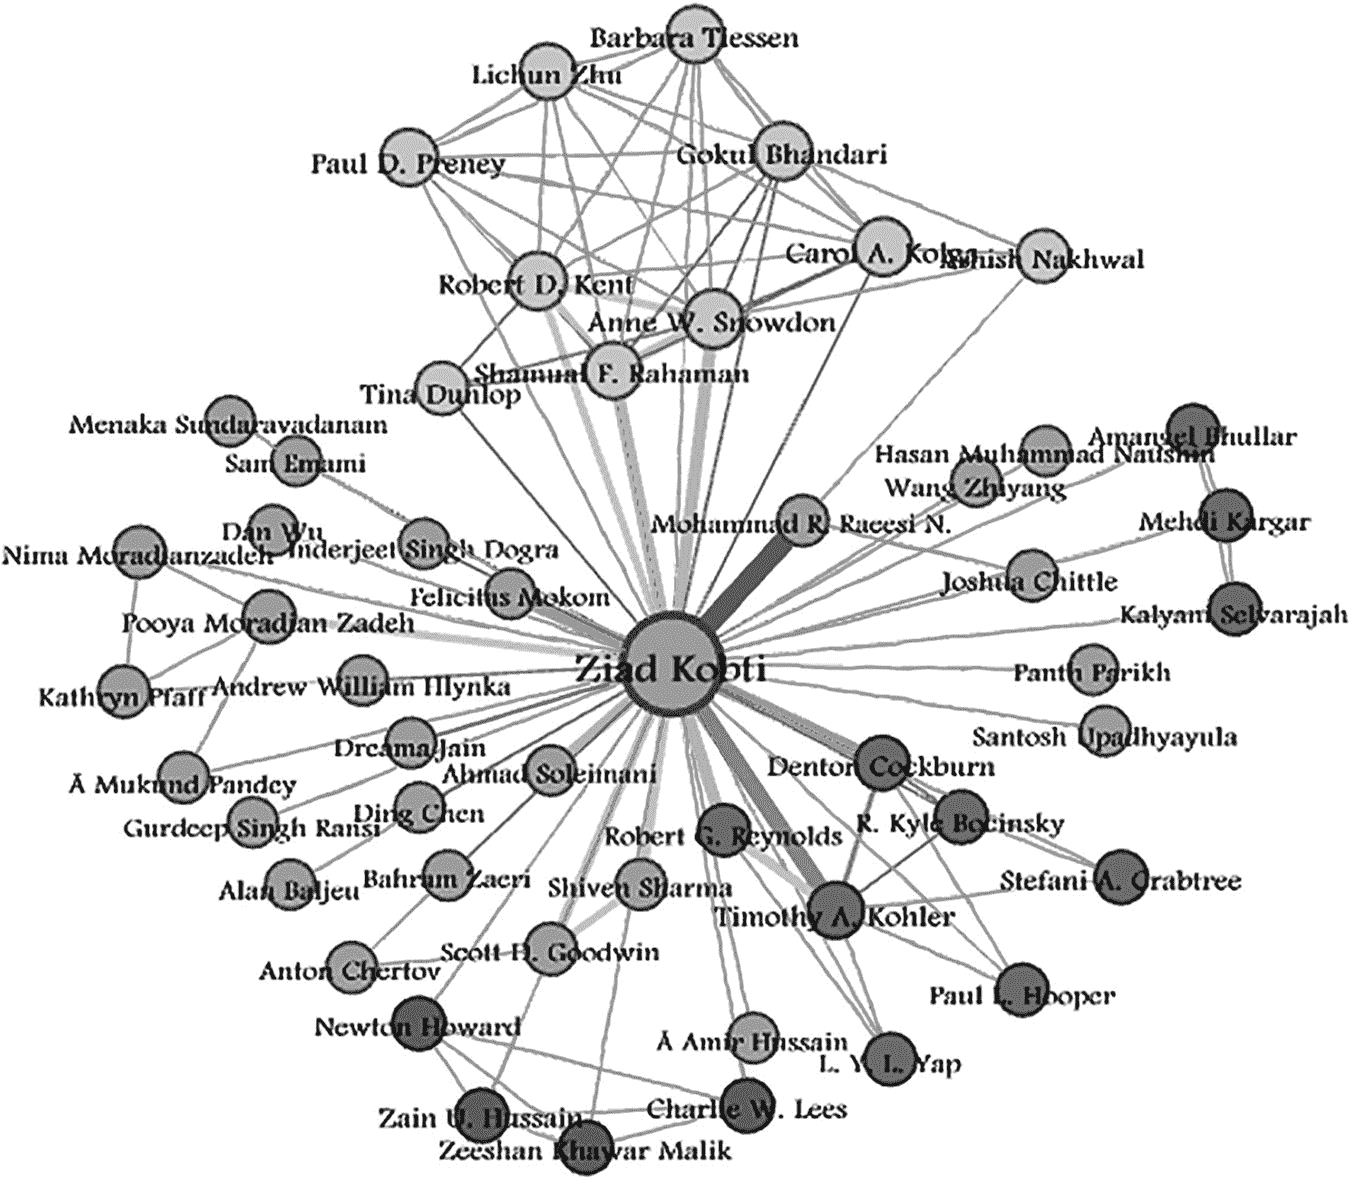 Barbara Tlessen
Lichun Zhu
Paul D. Preney
Gokul Bhandari
Carol A. Kolga
Ashish Nakhwal
Robert D. Kent
Anne W. Snowdon
Shamual F. Rahaman
Tina Dunlop
Menaka Sundaravadanam
Sam Emami
Amangel Bhullar
Hasan Muhammad Naushin
Wang Zhiyang
Mohammad R. Raeesi N.
Mehdi Kargar
Dan Wu
Nima Moradianzadeh
Inderjeet Singh Dogra
Joshua Chittle
Felicitas Mokom
Kalyani Selvarajah
Pooya Moradian Zadeh
Ziad Kobti
Panth Parikh
Kathryn Pfaff
Andrew William Hlynka
Santosh Upadhyayula
Dreama Jain
Denton Cockburn
Ahmad Soleimani
Ā Mukund Pandey
Ding Chen
Gurdeep Singh Ransi
Robert G. Reynolds
R. Kyle Bocinsky
Alan Baljeu
Bahram Zaeri
Shiven Sharma
Stefani A. Crabtree
Timothy A. Kohler
Scott D. Goodwin
Anton Chertov
Paul L. Hooper
Newton Howard
Ā Amir Hussain
L. Y. L. Yap
Charlie W. Lees
Zain U. Hussain
Zeeshan Khawar Malik